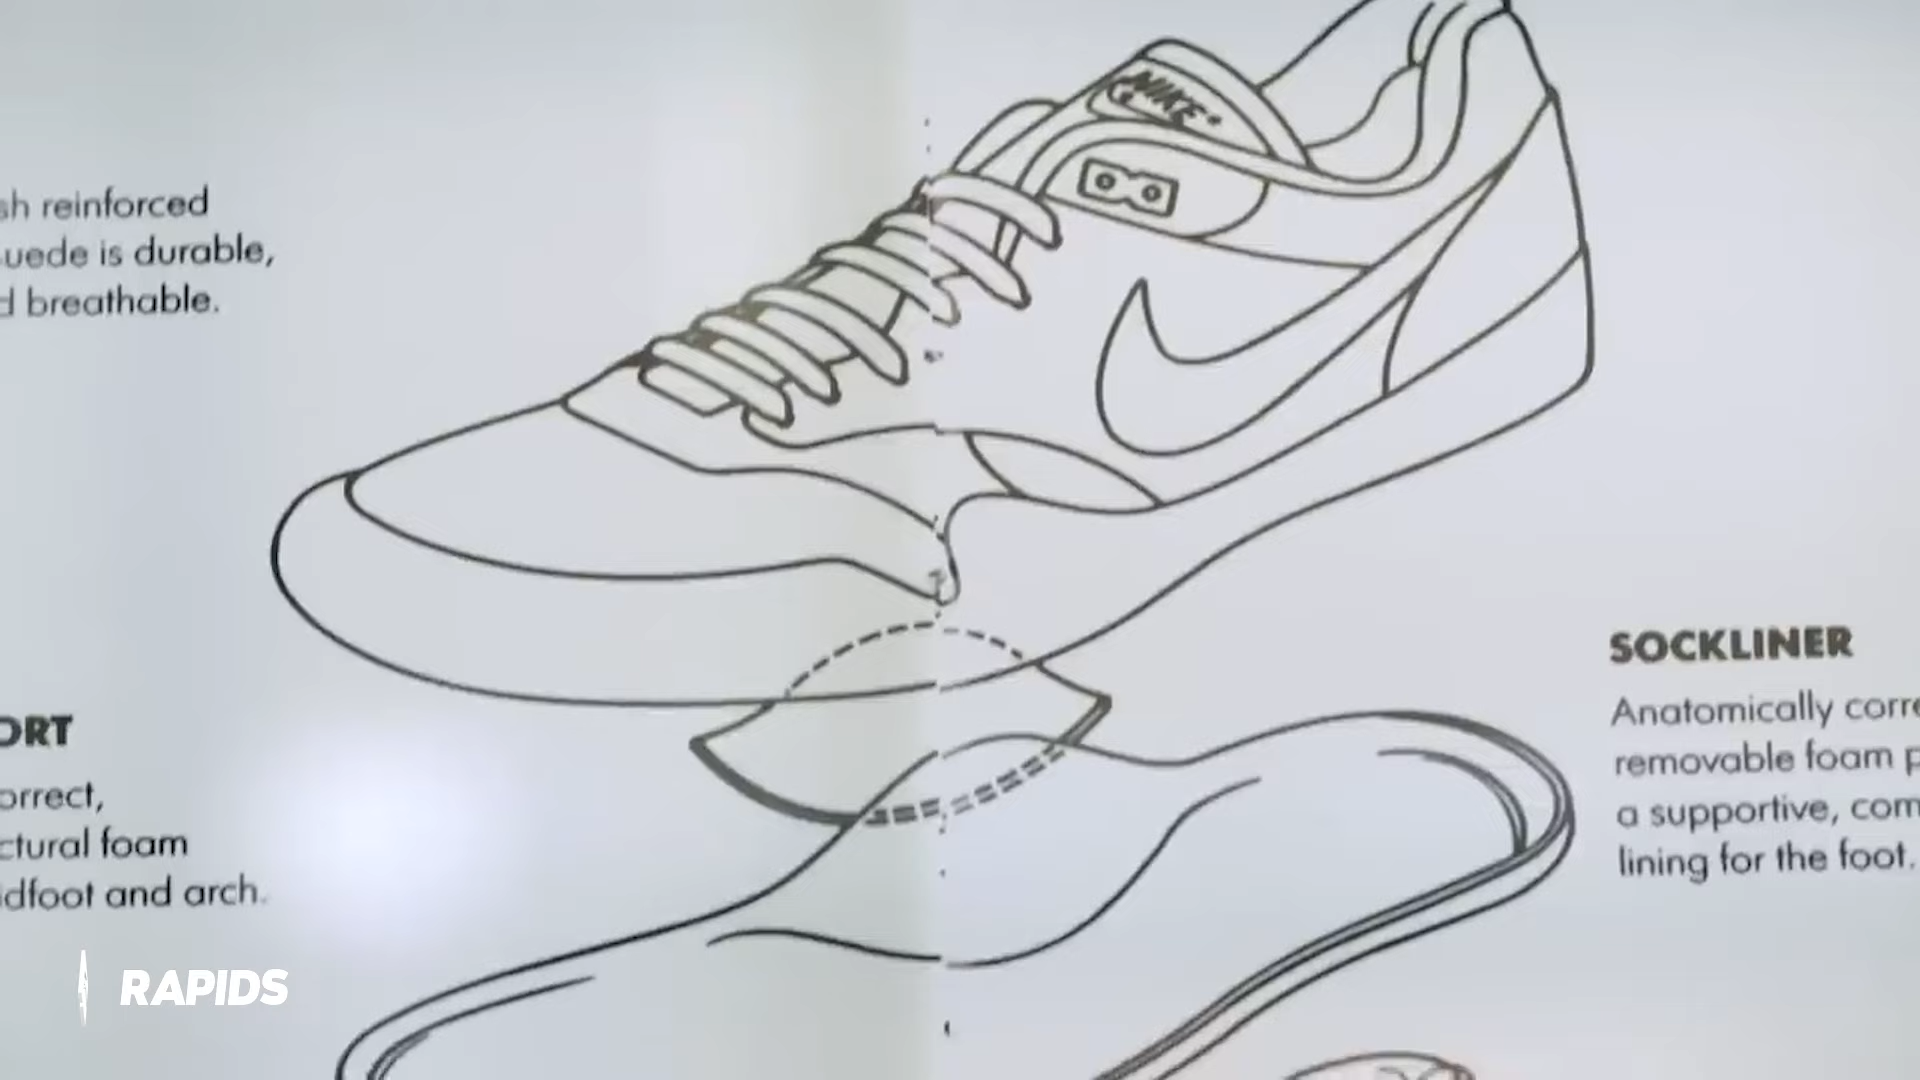 NIKE
sh reinforced
uede is durable,
d breathable.
SOCKLINER
Anatomically corre
removable foam p
a supportive, com
lining for the foot.
ORT
orrect,
ctural foam
idfoot and arch.
RAPIDS